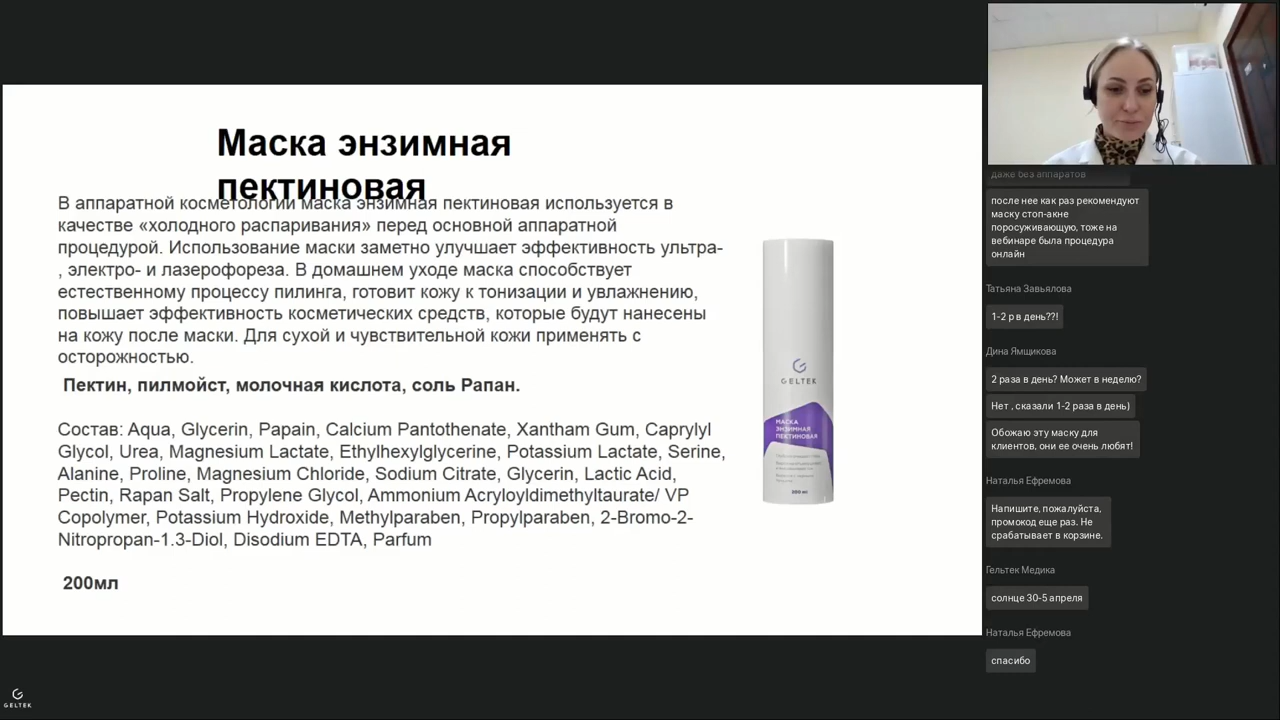 Маска энзимная
пектиновая
В аппаратной косметологии маска энзимная пектиновая используется в
качестве «холодного распаривания» перед основной аппаратной
процедурой. Использование маски заметно улучшает эффективность ультра-
, электро- и лазерофореза. В домашнем уходе маска способствует
естественному процессу пилинга, готовит кожу к тонизации и увлажнению,
повышает эффективность косметических средств, которые будут нанесены
на кожу после маски. Для сухой и чувствительной кожи применять с
осторожностью.
Пектин, пилмойст, молочная кислота, соль Рапан.
Состав: Aqua, Glycerin, Papain, Calcium Pantothenate, Xantham Gum, Caprylyl
Glycol, Urea, Magnesium Lactate, Ethylhexylglycerine, Potassium Lactate, Serine,
Alanine, Proline, Magnesium Chloride, Sodium Citrate, Glycerin, Lactic Acid,
Pectin, Rapan Salt, Propylene Glycol, Ammonium Acryloyldimethyltaurate/ VP
Copolymer, Potassium Hydroxide, Methylparaben, Propylparaben, 2-Bromo-2-
Nitropropan-1.3-Diol, Disodium EDTA, Parfum
200мл
GELTEK
МАСКА
ЭНЗИМНАЯ
ПЕКТИНОВАЯ
200 мл
даже без аппаратов
после нее как раз рекомендуют
маску стоп-акне
поросуживающую, тоже на
вебинаре была процедура
онлайн
Татьяна Завьялова
1-2 р в день??!
Дина Ямщикова
2 раза в день? Может в неделю?
Нет , сказали 1-2 раза в день)
Обожаю эту маску для
клиентов, они ее очень любят!
Наталья Ефремова
Напишите, пожалуйста,
промокод еще раз. Не
срабатывает в корзине.
Гельтек Медика
солнце 30-5 апреля
Наталья Ефремова
спасибо
GELTEK